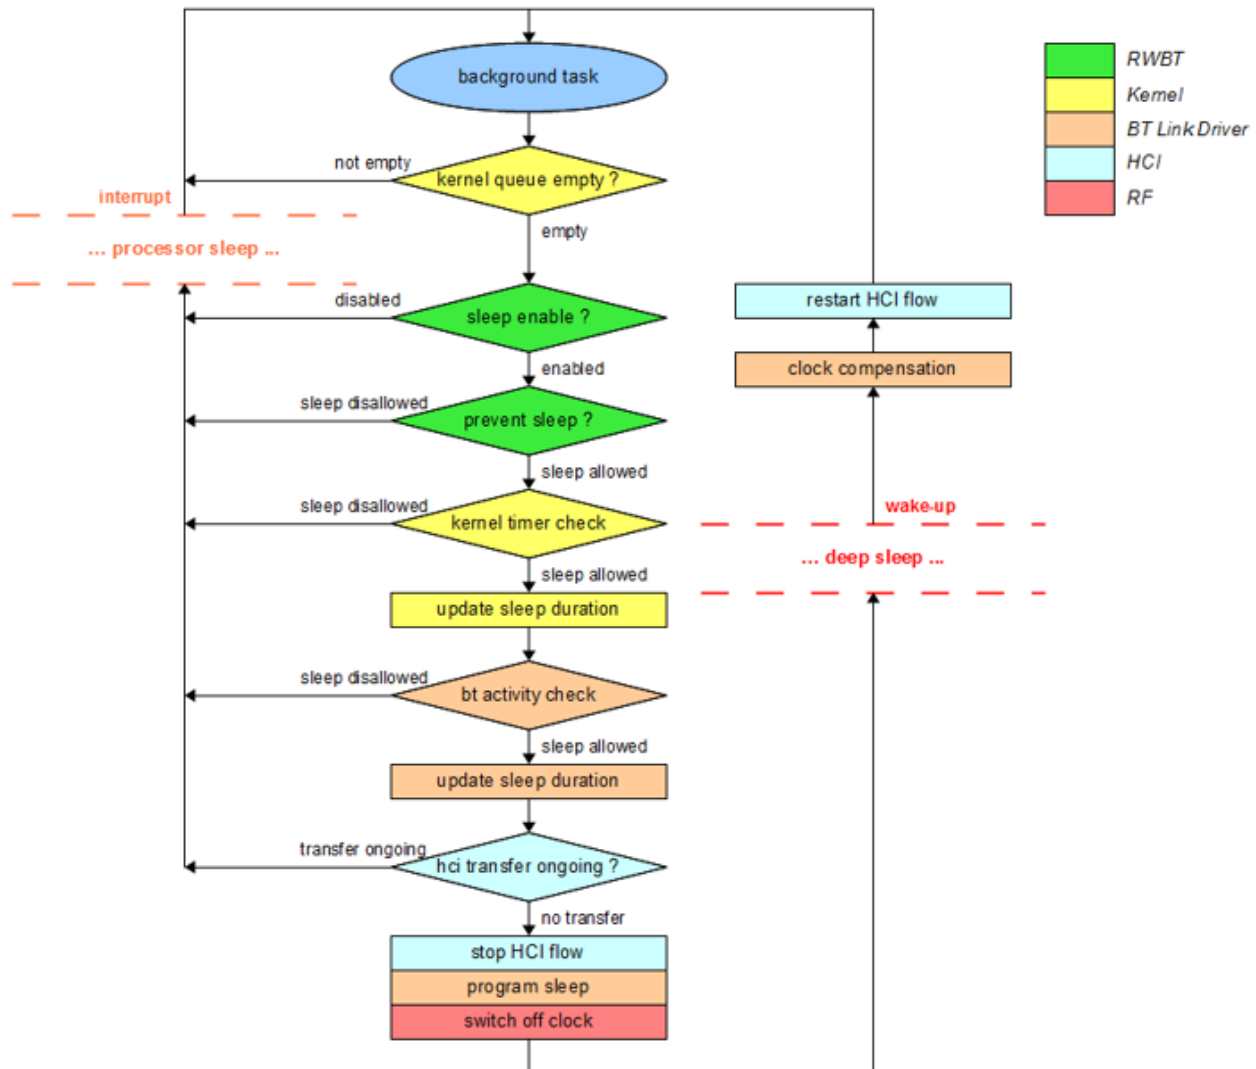 background task
RWBT
Kernel
BT Link Driver
HCI
RF
not empty
kernel queue empty ?
interrupt
empty
... processor sleep ...
disabled
sleep enable ?
restart HCI flow
enabled
clock compensation
sleep disallowed
prevent sleep ?
sleep allowed
sleep disallowed
kernel timer check
wake-up
... deep sleep ...
sleep allowed
update sleep duration
sleep disallowed
bt activity check
sleep allowed
update sleep duration
transfer ongoing
hci transfer ongoing ?
no transfer
stop HCI flow
program sleep
switch off clock